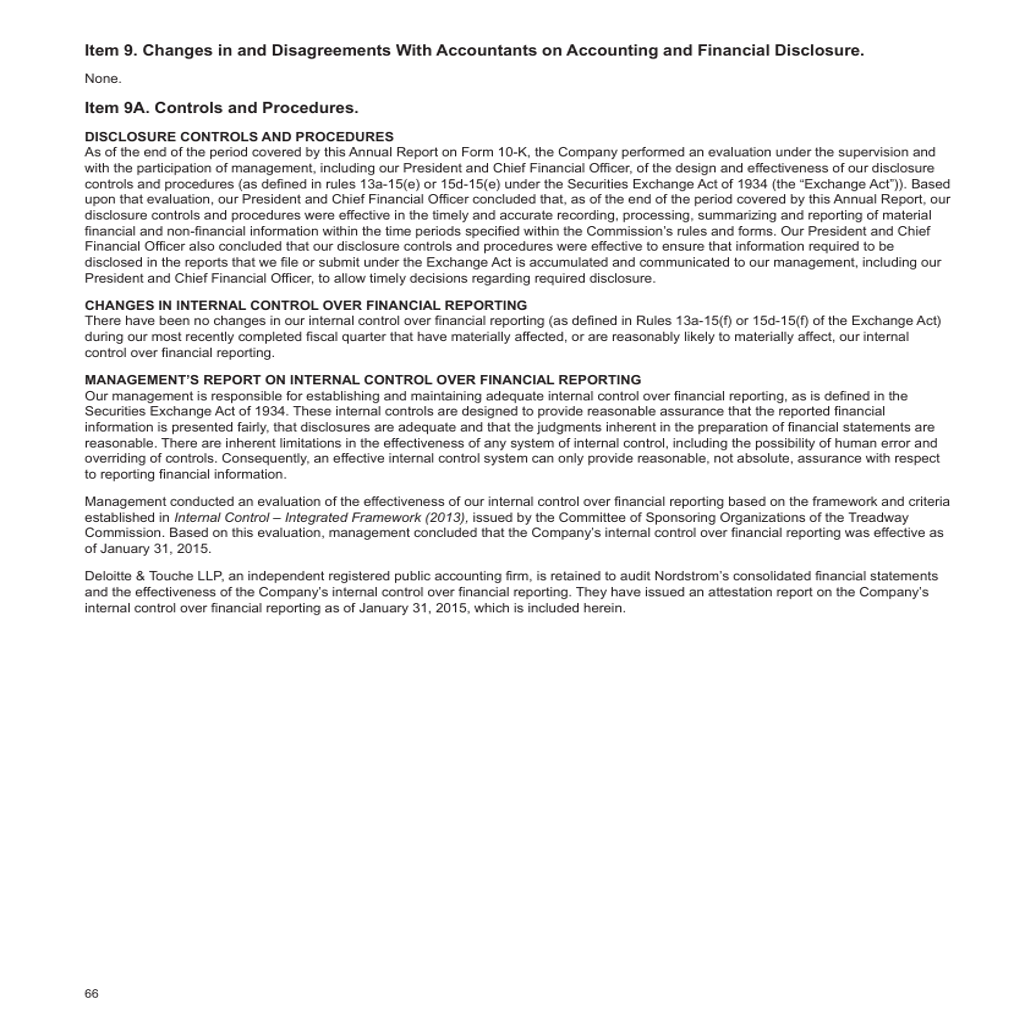 Item 9. Changes in and Disagreements With Accountants on Accounting and Financial Disclosure.
None.
Item 9A. Controls and Procedures.
DISCLOSURE CONTROLS AND PROCEDURES
As of the end of the period covered by this Annual Report on Form 10-K, the Company performed an evaluation under the supervision and
with the participation of management, including our President and Chief Financial Officer, of the design and effectiveness of our disclosure
controls and procedures (as defined in rules 13a-15(e) or 15d-15(e) under the Securities Exchange Act of 1934 (the “Exchange Act”)). Based
upon that evaluation, our President and Chief Financial Officer concluded that, as of the end of the period covered by this Annual Report, our
disclosure controls and procedures were effective in the timely and accurate recording, processing, summarizing and reporting of material
financial and non-financial information within the time periods specified within the Commission’s rules and forms. Our President and Chief
Financial Officer also concluded that our disclosure controls and procedures were effective to ensure that information required to be
disclosed in the reports that we file or submit under the Exchange Act is accumulated and communicated to our management, including our
President and Chief Financial Officer, to allow timely decisions regarding required disclosure.
CHANGES IN INTERNAL CONTROL OVER FINANCIAL REPORTING
There have been no changes in our internal control over financial reporting (as defined in Rules 13a-15(f) or 15d-15(f) of the Exchange Act)
during our most recently completed fiscal quarter that have materially affected, or are reasonably likely to materially affect, our internal
control over financial reporting.
MANAGEMENT’S REPORT ON INTERNAL CONTROL OVER FINANCIAL REPORTING
Our management is responsible for establishing and maintaining adequate internal control over financial reporting, as is defined in the
Securities Exchange Act of 1934. These internal controls are designed to provide reasonable assurance that the reported financial
information is presented fairly, that disclosures are adequate and that the judgments inherent in the preparation of financial statements are
reasonable. There are inherent limitations in the effectiveness of any system of internal control, including the possibility of human error and
overriding of controls. Consequently, an effective internal control system can only provide reasonable, not absolute, assurance with respect
to reporting financial information.
Management conducted an evaluation of the effectiveness of our internal control over financial reporting based on the framework and criteria
established in Internal Control – Integrated Framework (2013), issued by the Committee of Sponsoring Organizations of the Treadway
Commission. Based on this evaluation, management concluded that the Company’s internal control over financial reporting was effective as
of January 31, 2015.
Deloitte & Touche LLP, an independent registered public accounting firm, is retained to audit Nordstrom’s consolidated financial statements
and the effectiveness of the Company’s internal control over financial reporting. They have issued an attestation report on the Company’s
internal control over financial reporting as of January 31, 2015, which is included herein.
66